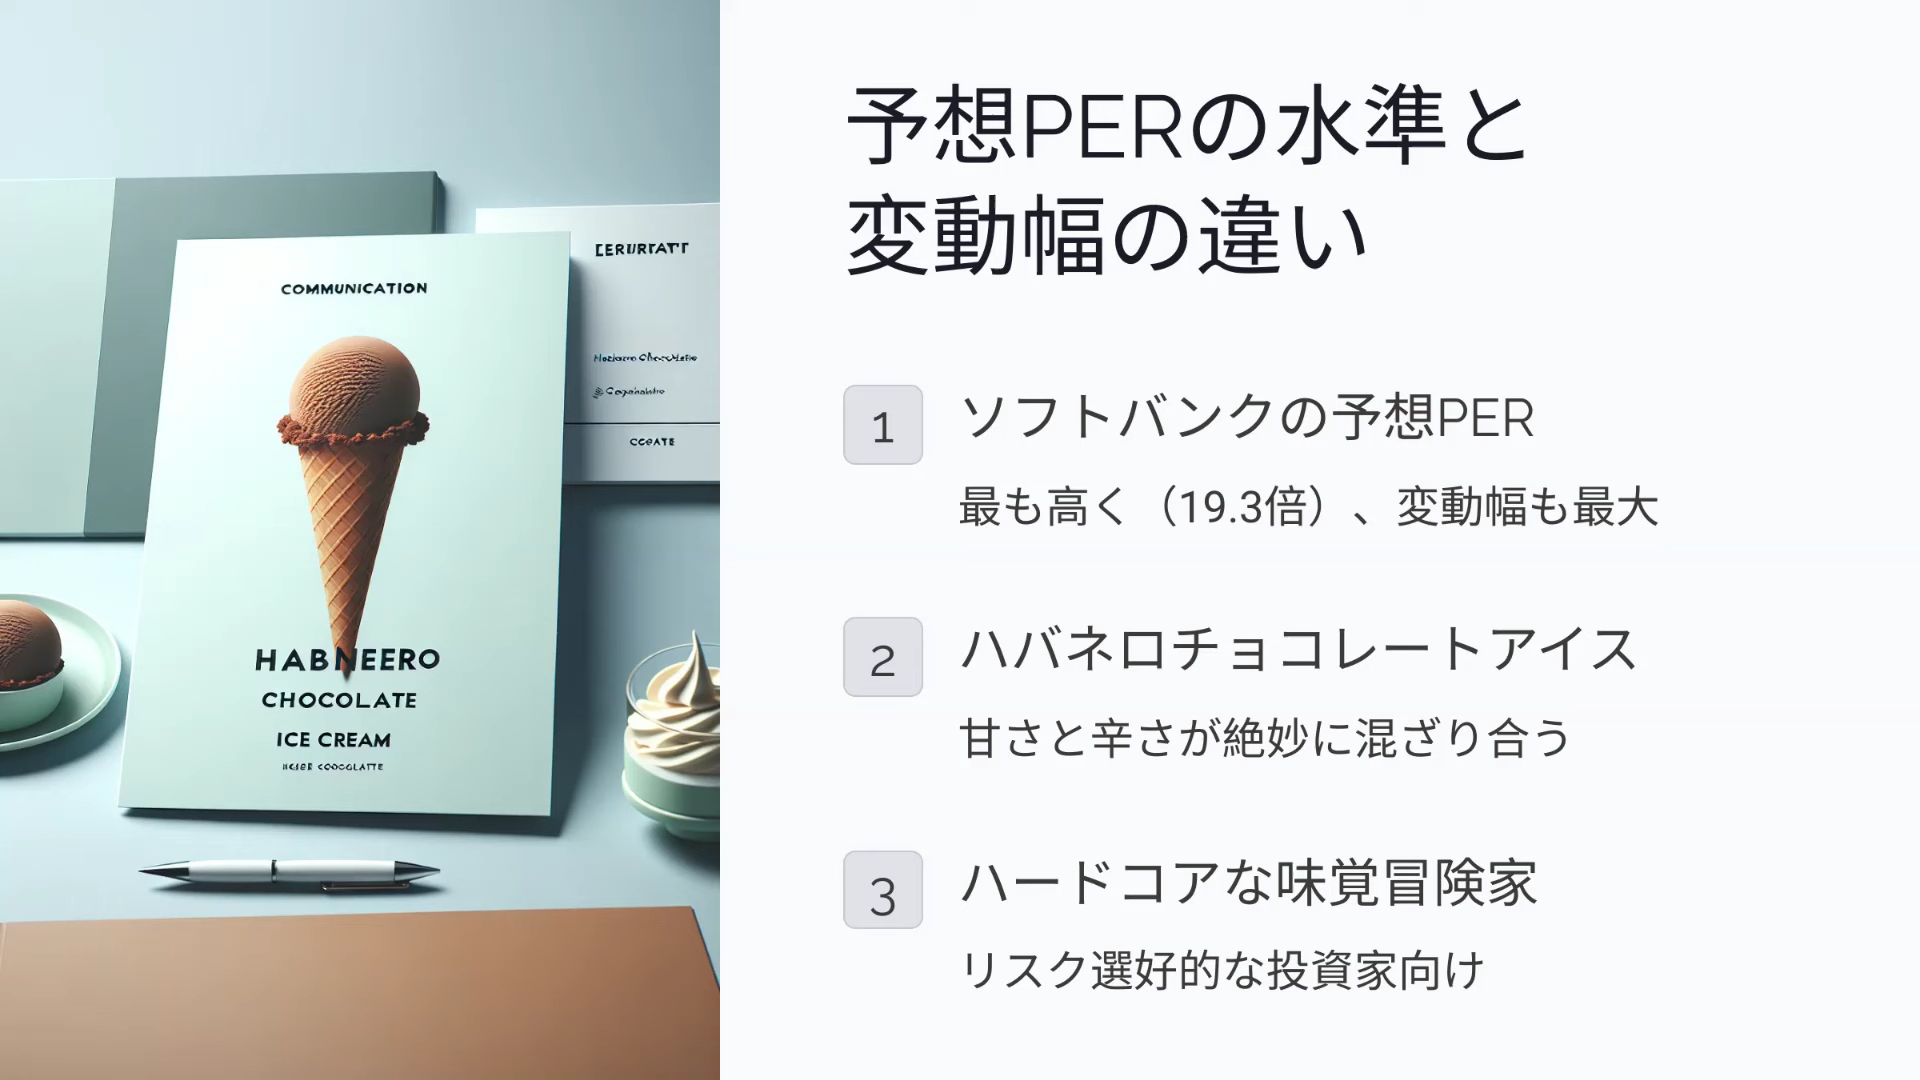 COMMUNICATION
HABNEERO
CHOCOLATE
ICE CREAM
予想PERの水準と
変動幅の違い
1
ソフトバンクの予想PER
最も高く（19.3倍）、変動幅も最大
2
ハバネロチョコレートアイス
甘さと辛さが絶妙に混ざり合う
3
ハードコアな味覚冒険家
リスク選好的な投資家向け